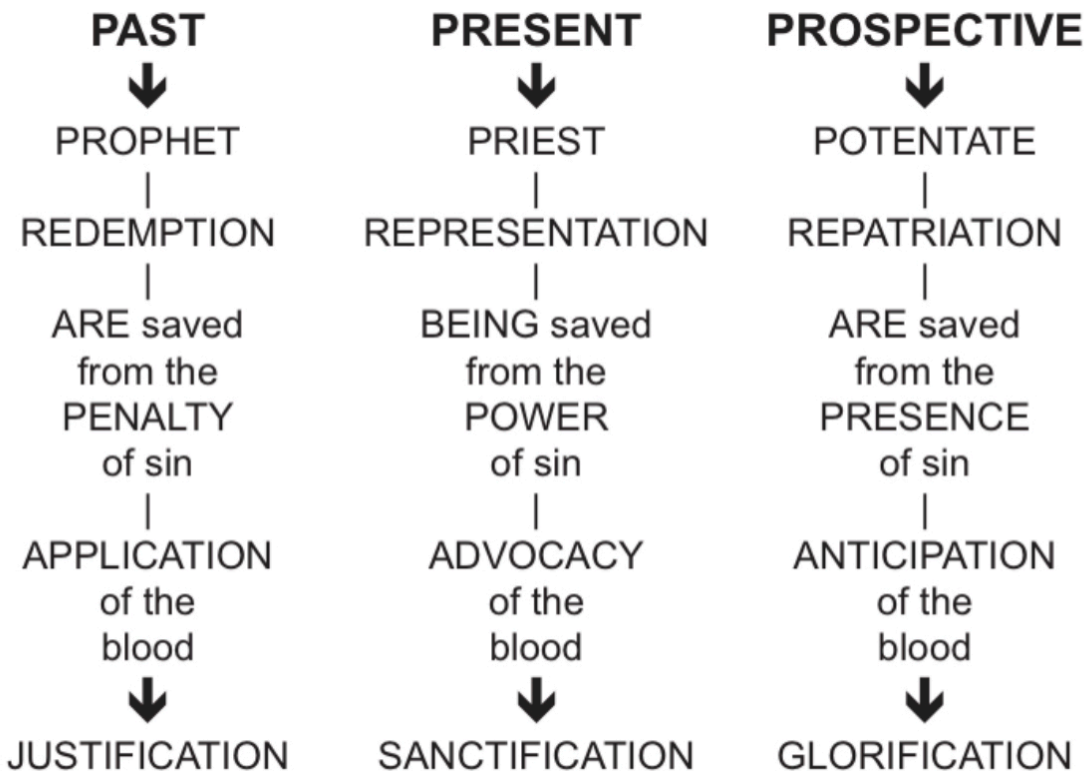 PAST
PROPHET
REDEMPTION
ARE saved
from the
PENALTY
of sin
APPLICATION
of the
blood
JUSTIFICATION
PRESENT
PRIEST
REPRESENTATION
BEING saved
from the
POWER
of sin
ADVOCACY
of the
blood
SANCTIFICATION
PROSPECTIVE
POTENTATE
REPATRIATION
ARE saved
from the
PRESENCE
of sin
ANTICIPATION
of the
blood
GLORIFICATION